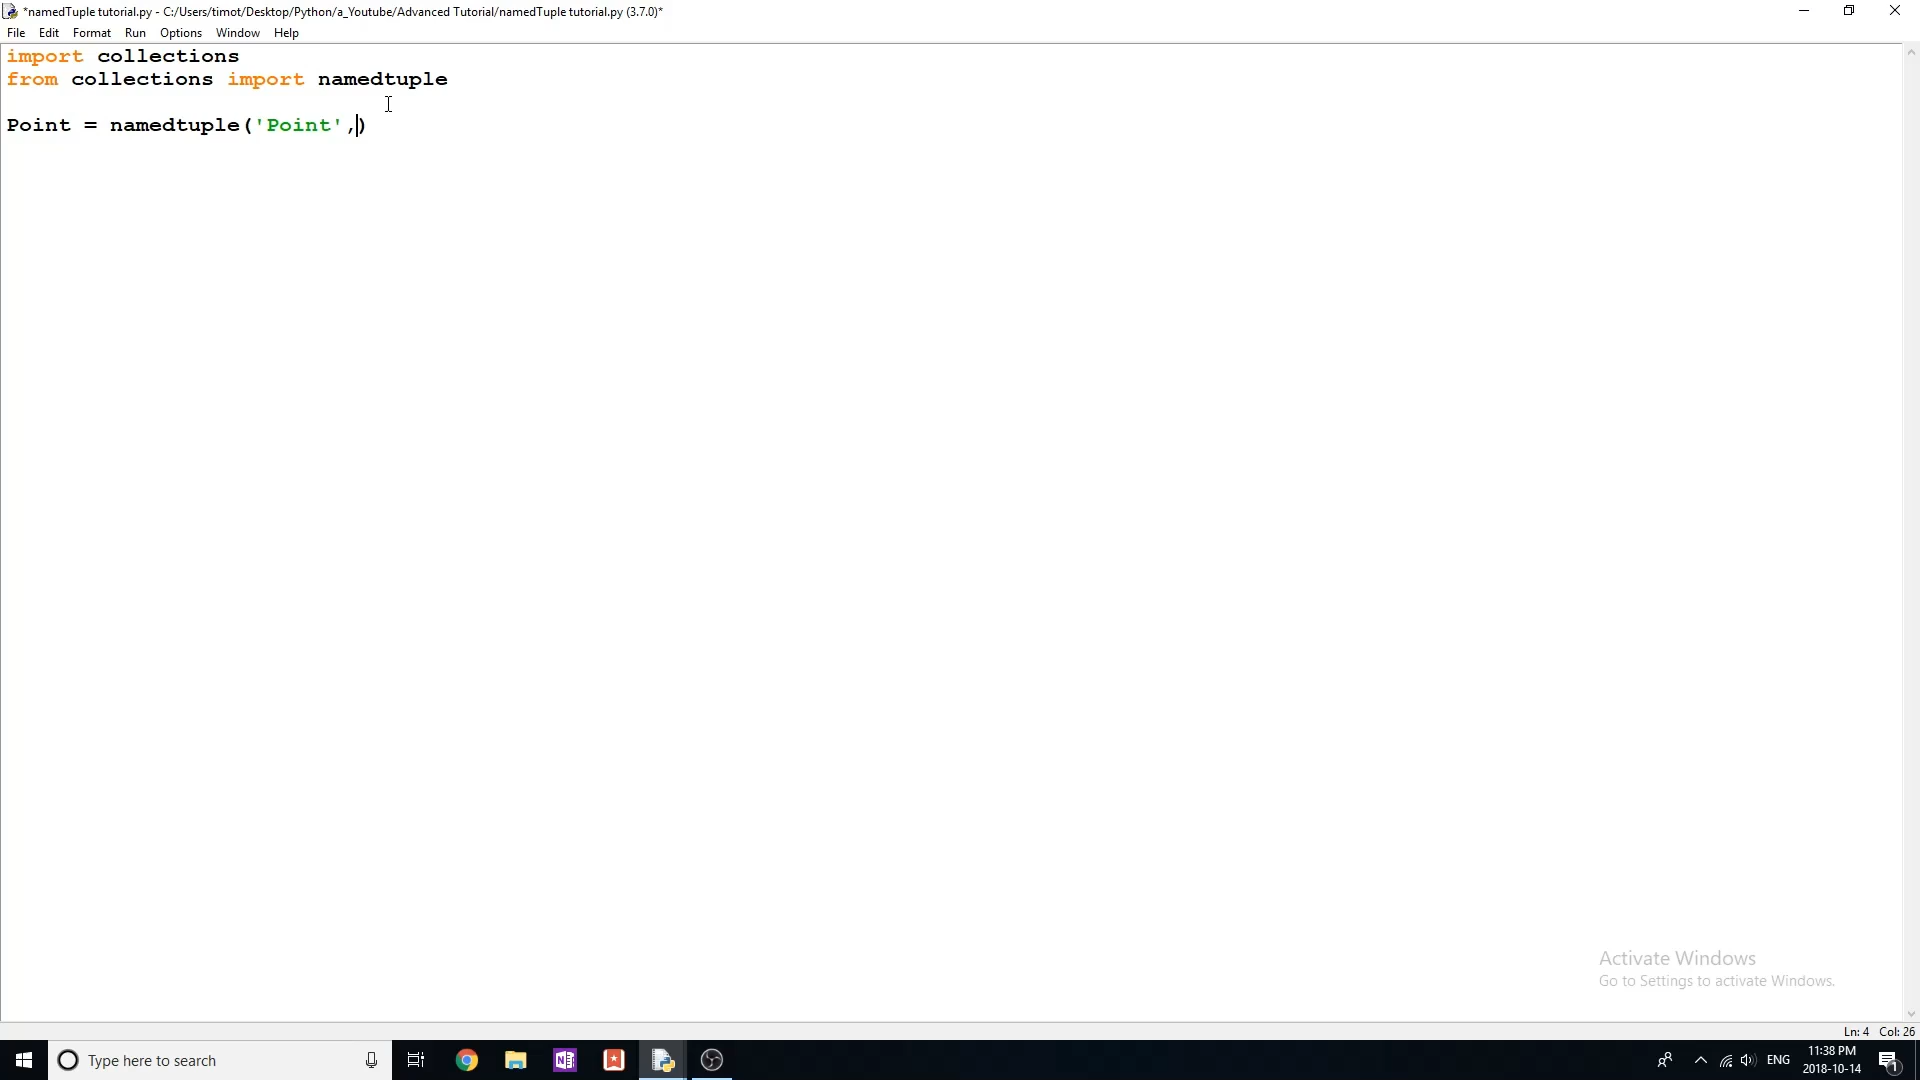 *namedTuple tutorial.py - C:/Users/timot/Desktop/Python/a_Youtube/Advanced Tutorial/namedTuple tutorial.py (3.7.0)*
File Edit Format Run Options Window Help
import collections
from collections import namedtuple
Point = namedtuple('Point',)
Activate Windows
Go to Settings to activate Windows.
Ln: 4 Col: 26
Type here to search
N
ENG
11:38 PM
2018-10-14
1